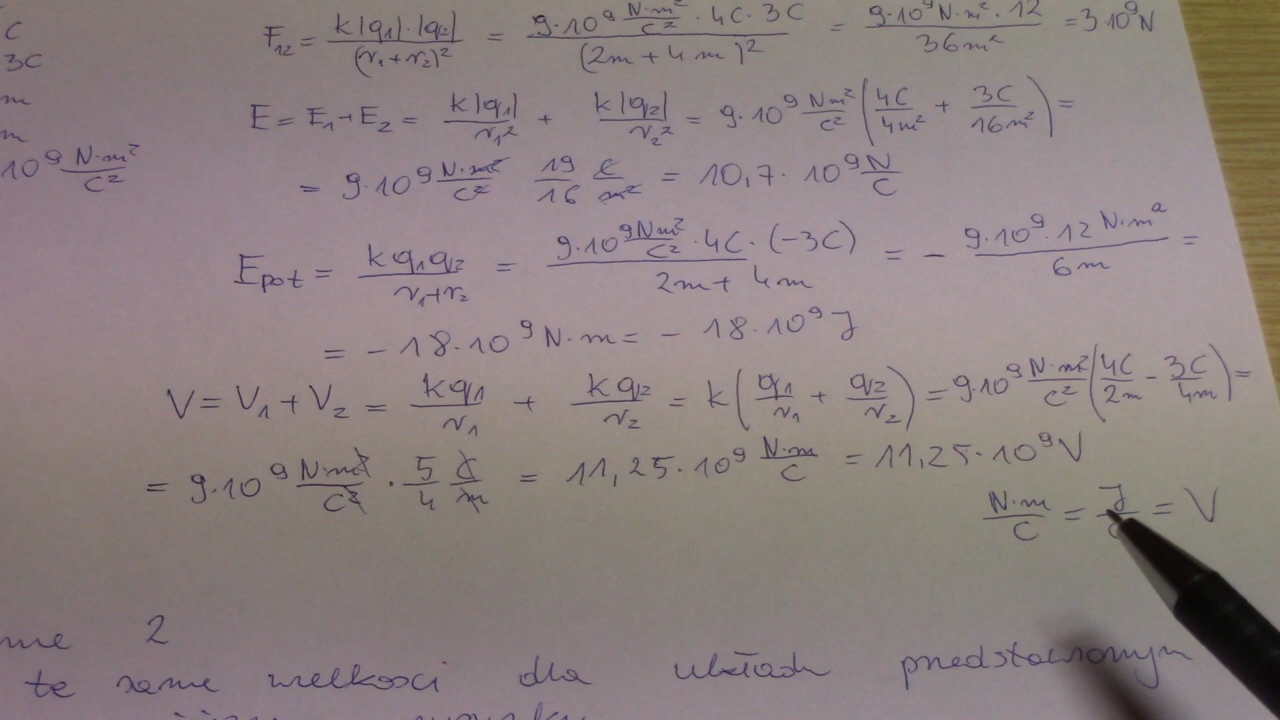 C
3C
m
m
10⁹ N·m²/C²
F₁₂ = k|q₁|·|q₂|/(r₁+r₂)² = 9·10⁹ N·m²/C² · 4C · 3C/(2m + 4m)² = 9·10⁹ N·m² · 12/36m² = 3·10⁹N
E = E₁+E₂ = k|q₁|/r₁² + k|q₂|/r₂² = 9·10⁹ Nm²/C² (4C/4m² + 3C/16m²) =
= 9·10⁹ N·m²/C² 19/16 C/m² = 10,7·10⁹ N/C
Epot = kq₁q₂/r₁+r₂ = 9·10⁹ Nm²/C² · 4C · (-3C)/2m + 4m = - 9·10⁹·12 N·m²/6m =
= -18·10⁹ N·m = -18·10⁹ J
V = V₁ + V₂ = kq₁/r₁ + kq₂/r₂ = k(q₁/r₁ + q₂/r₂) = 9·10⁹ N·m²/C² (4C/2m - 3C/4m) =
= 9·10⁹ N·m²/C² · 5/4 C/m = 11,25·10⁹ N·m/C = 11,25·10⁹ V
N·m/C = J/C = V
nie 2
te same wielkości dla układu przedstawionym